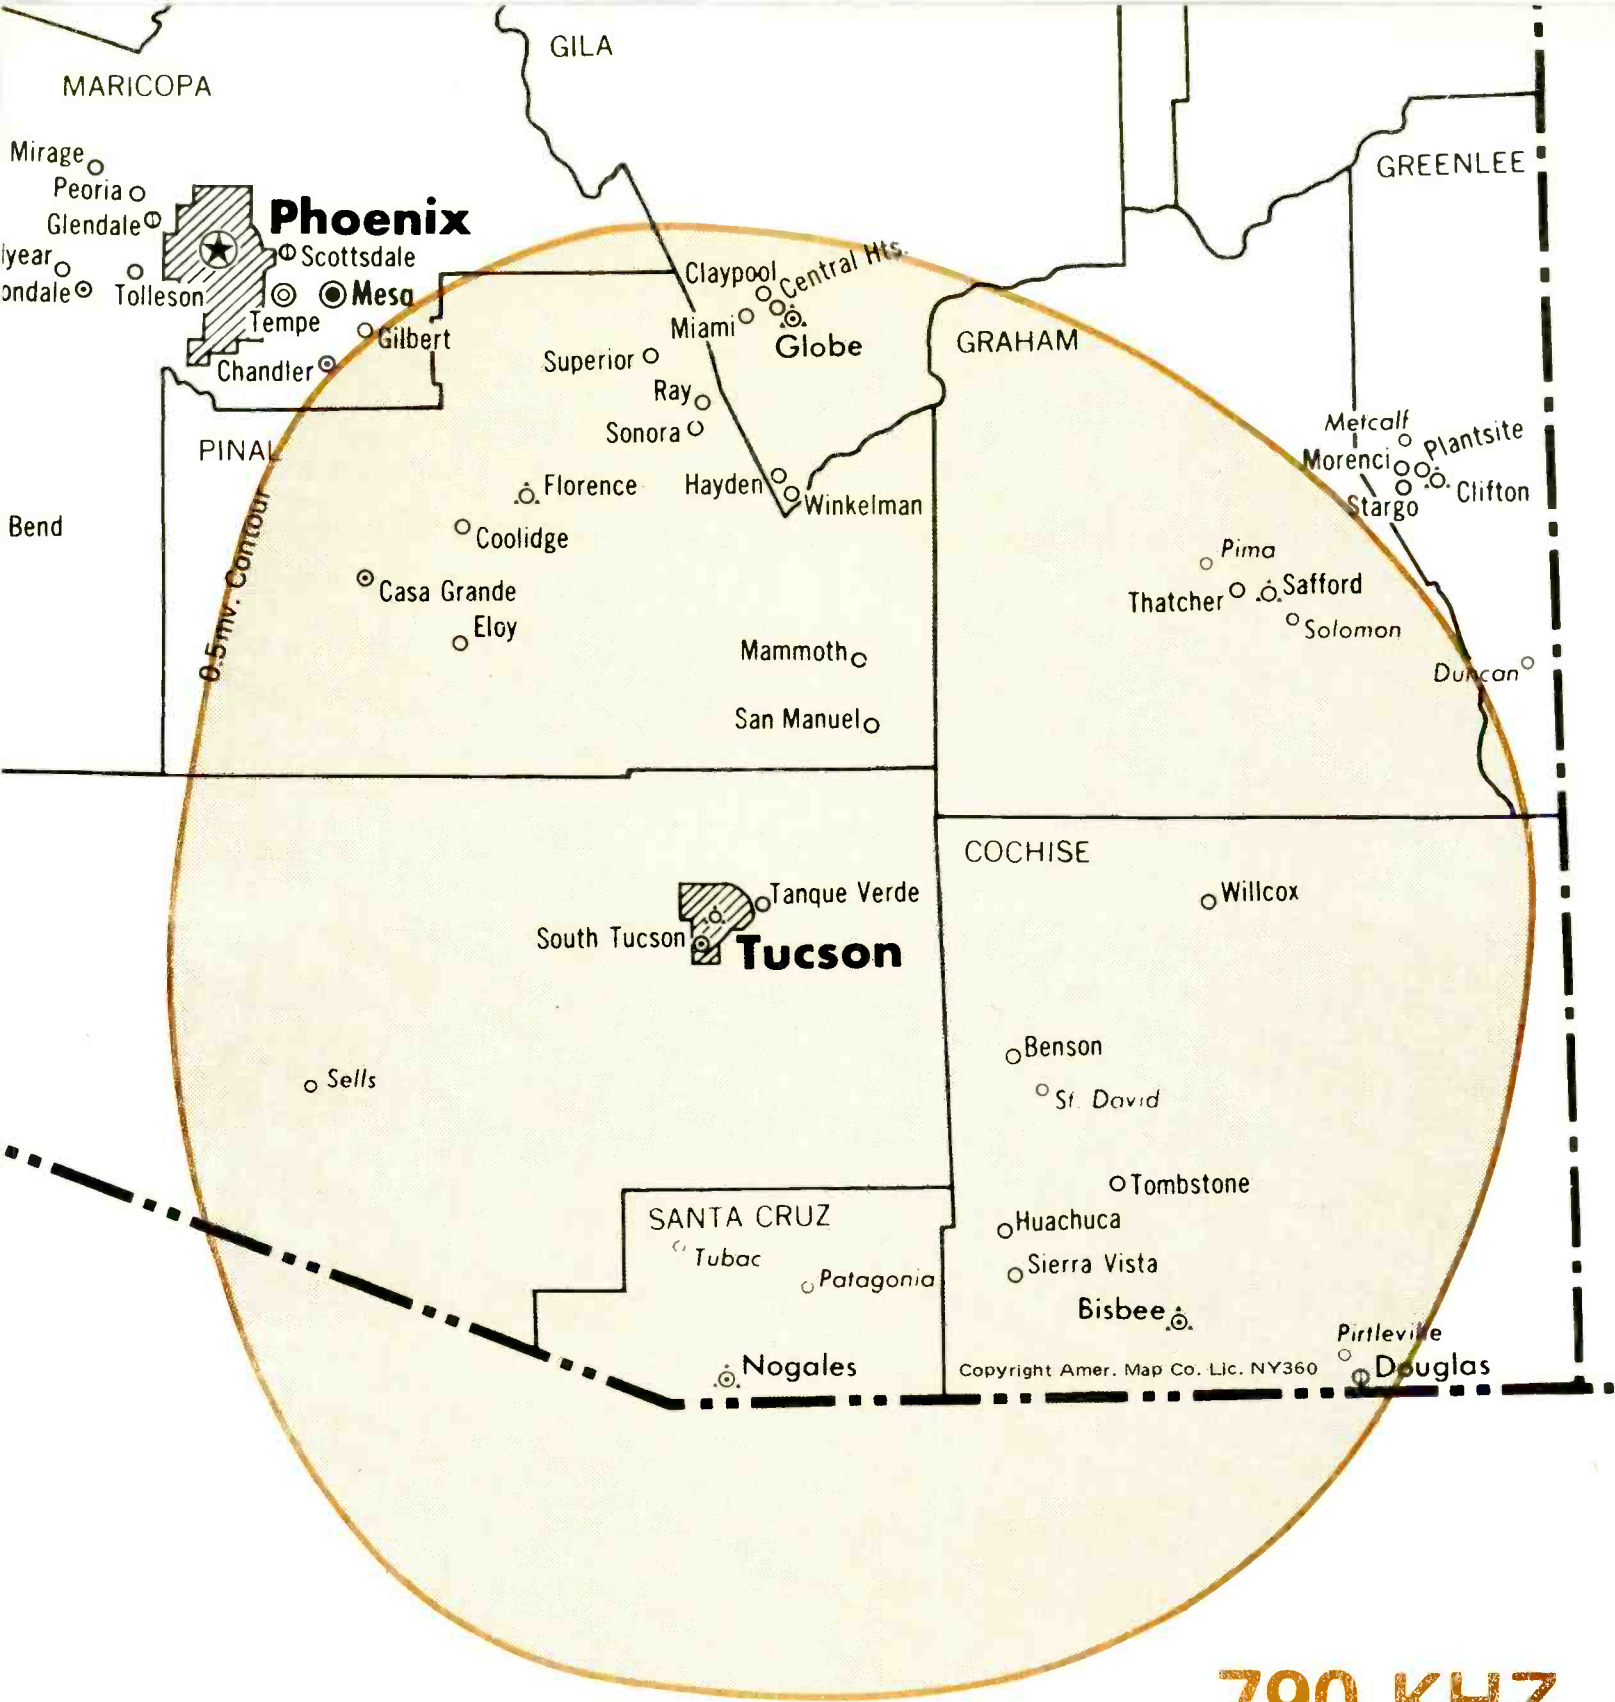 GILA
MARICOPA
GREENLEE
Mirage
Peoria
Glendale
Phoenix
Scottsdale
Tolleson
Mesa
Tempe
Gilbert
Chandler
Claypool
Central Hts.
Miami
Globe
GRAHAM
Superior
Ray
Sonora
PINAL
Metcalf
Plantsite
Morenci
Clifton
Stargo
Florence
Hayden
Winkelman
Bend
Coolidge
0.5mv. Contour
Casa Grande
Eloy
Pima
Thatcher
Safford
Solomon
Mammoth
Duncan
San Manuel
COCHISE
Tanque Verde
Willcox
South Tucson
Tucson
Benson
Sells
St. David
Tombstone
SANTA CRUZ
Huachuca
Tubac
Patagonia
Sierra Vista
Bisbee
Pirtleville
Nogales
Copyright Amer. Map Co. Lic. NY360
Douglas
790 KHZ